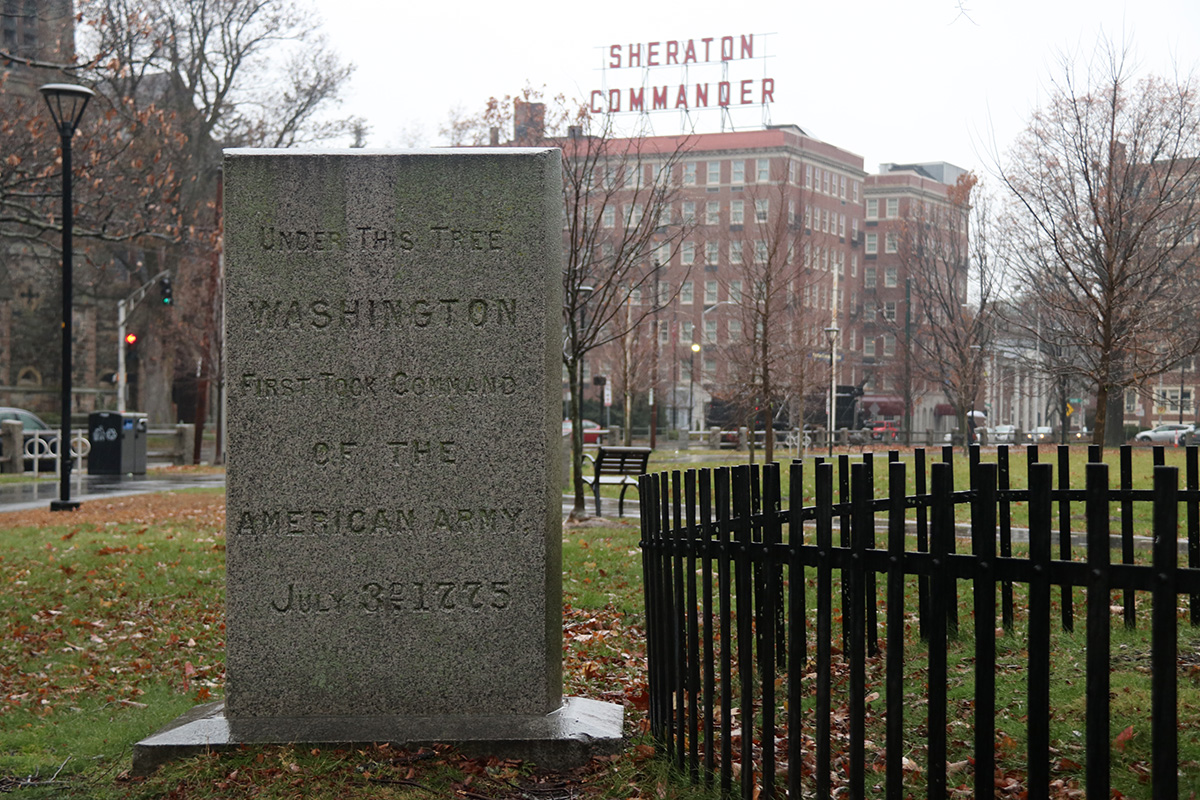 SHERATON
COMMANDER
UNDER THIS TREE
WASHINGTON
FIRST TOOK COMMAND
OF THE
AMERICAN ARMY,
JULY 3D. 1775